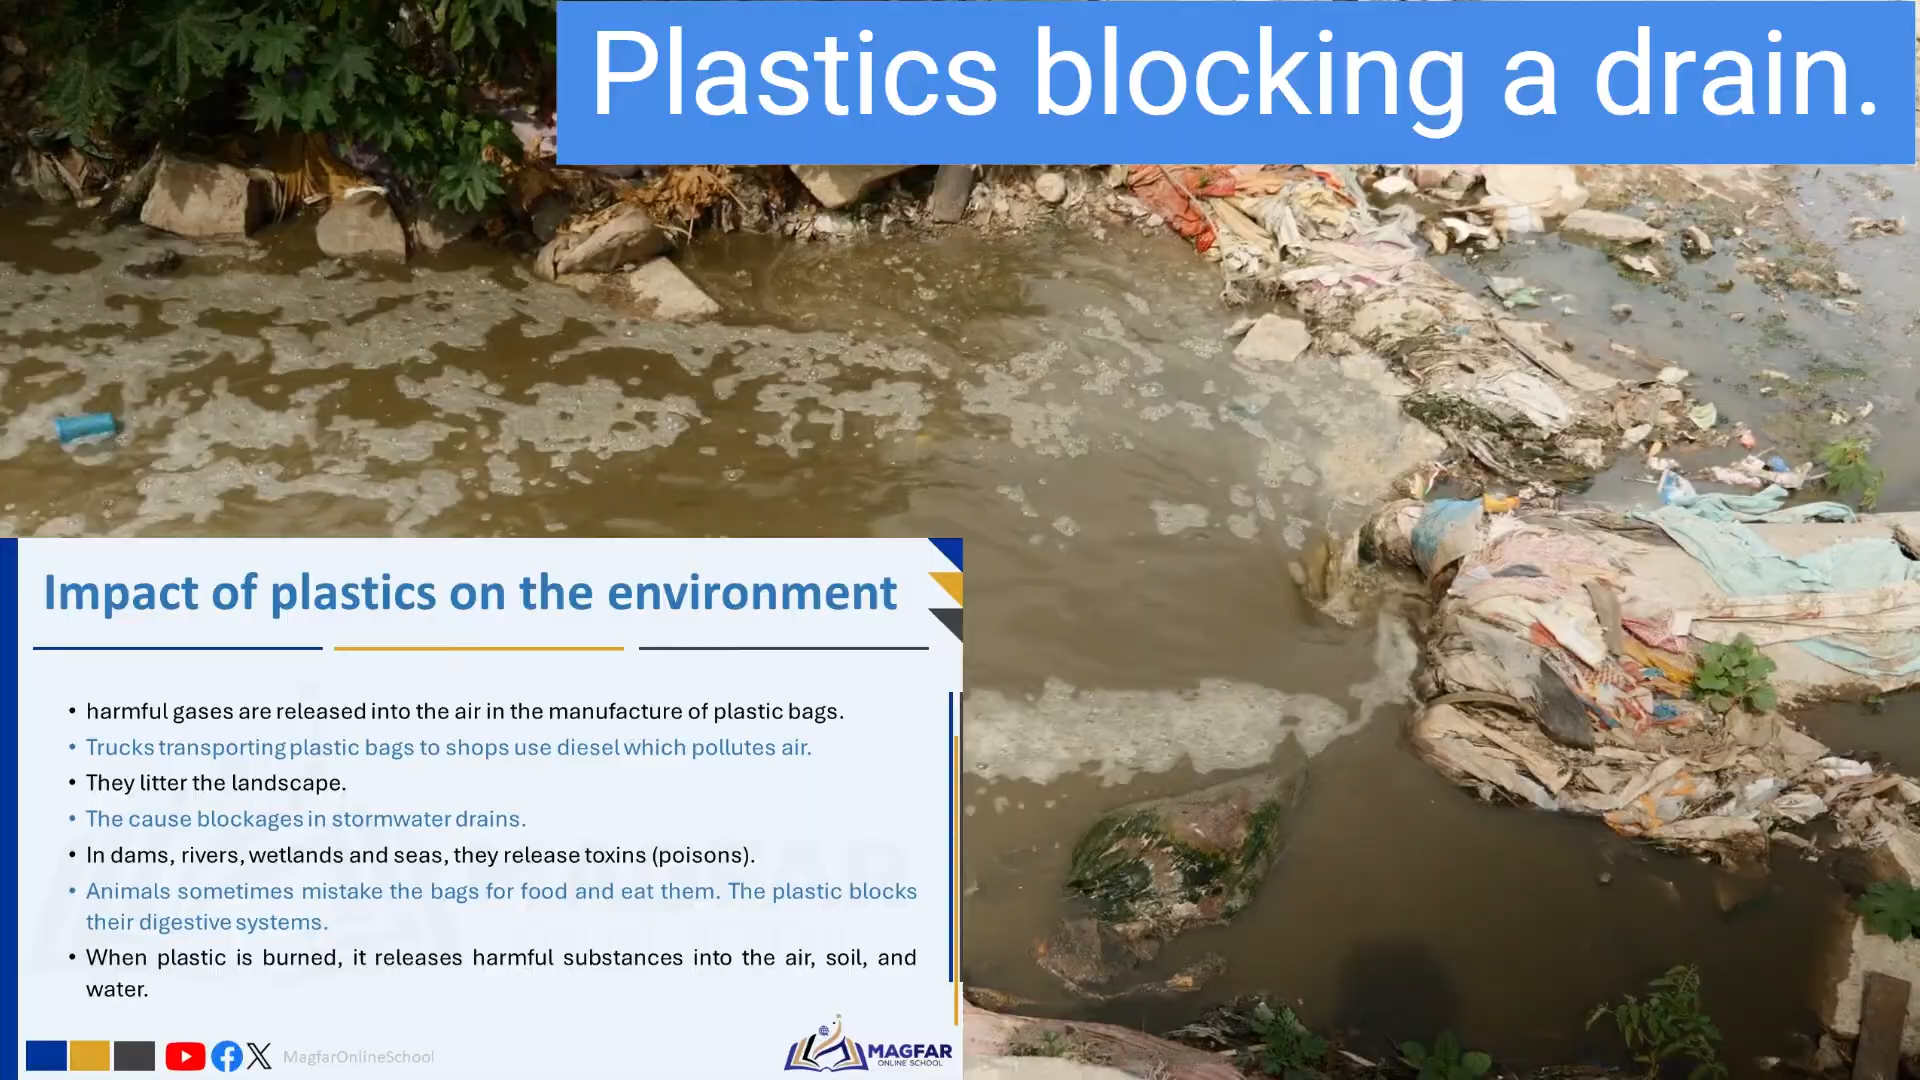 Plastics blocking a drain.
Impact of plastics on the environment
• harmful gases are released into the air in the manufacture of plastic bags.
• Trucks transporting plastic bags to shops use diesel which pollutes air.
• They litter the landscape.
• The cause blockages in stormwater drains.
• In dams, rivers, wetlands and seas, they release toxins (poisons).
• Animals sometimes mistake the bags for food and eat them. The plastic blocks
their digestive systems.
• When plastic is burned, it releases harmful substances into the air, soil, and
water.
MagfarOnlineSchool
MAGFAR
ONLINE SCHOOL